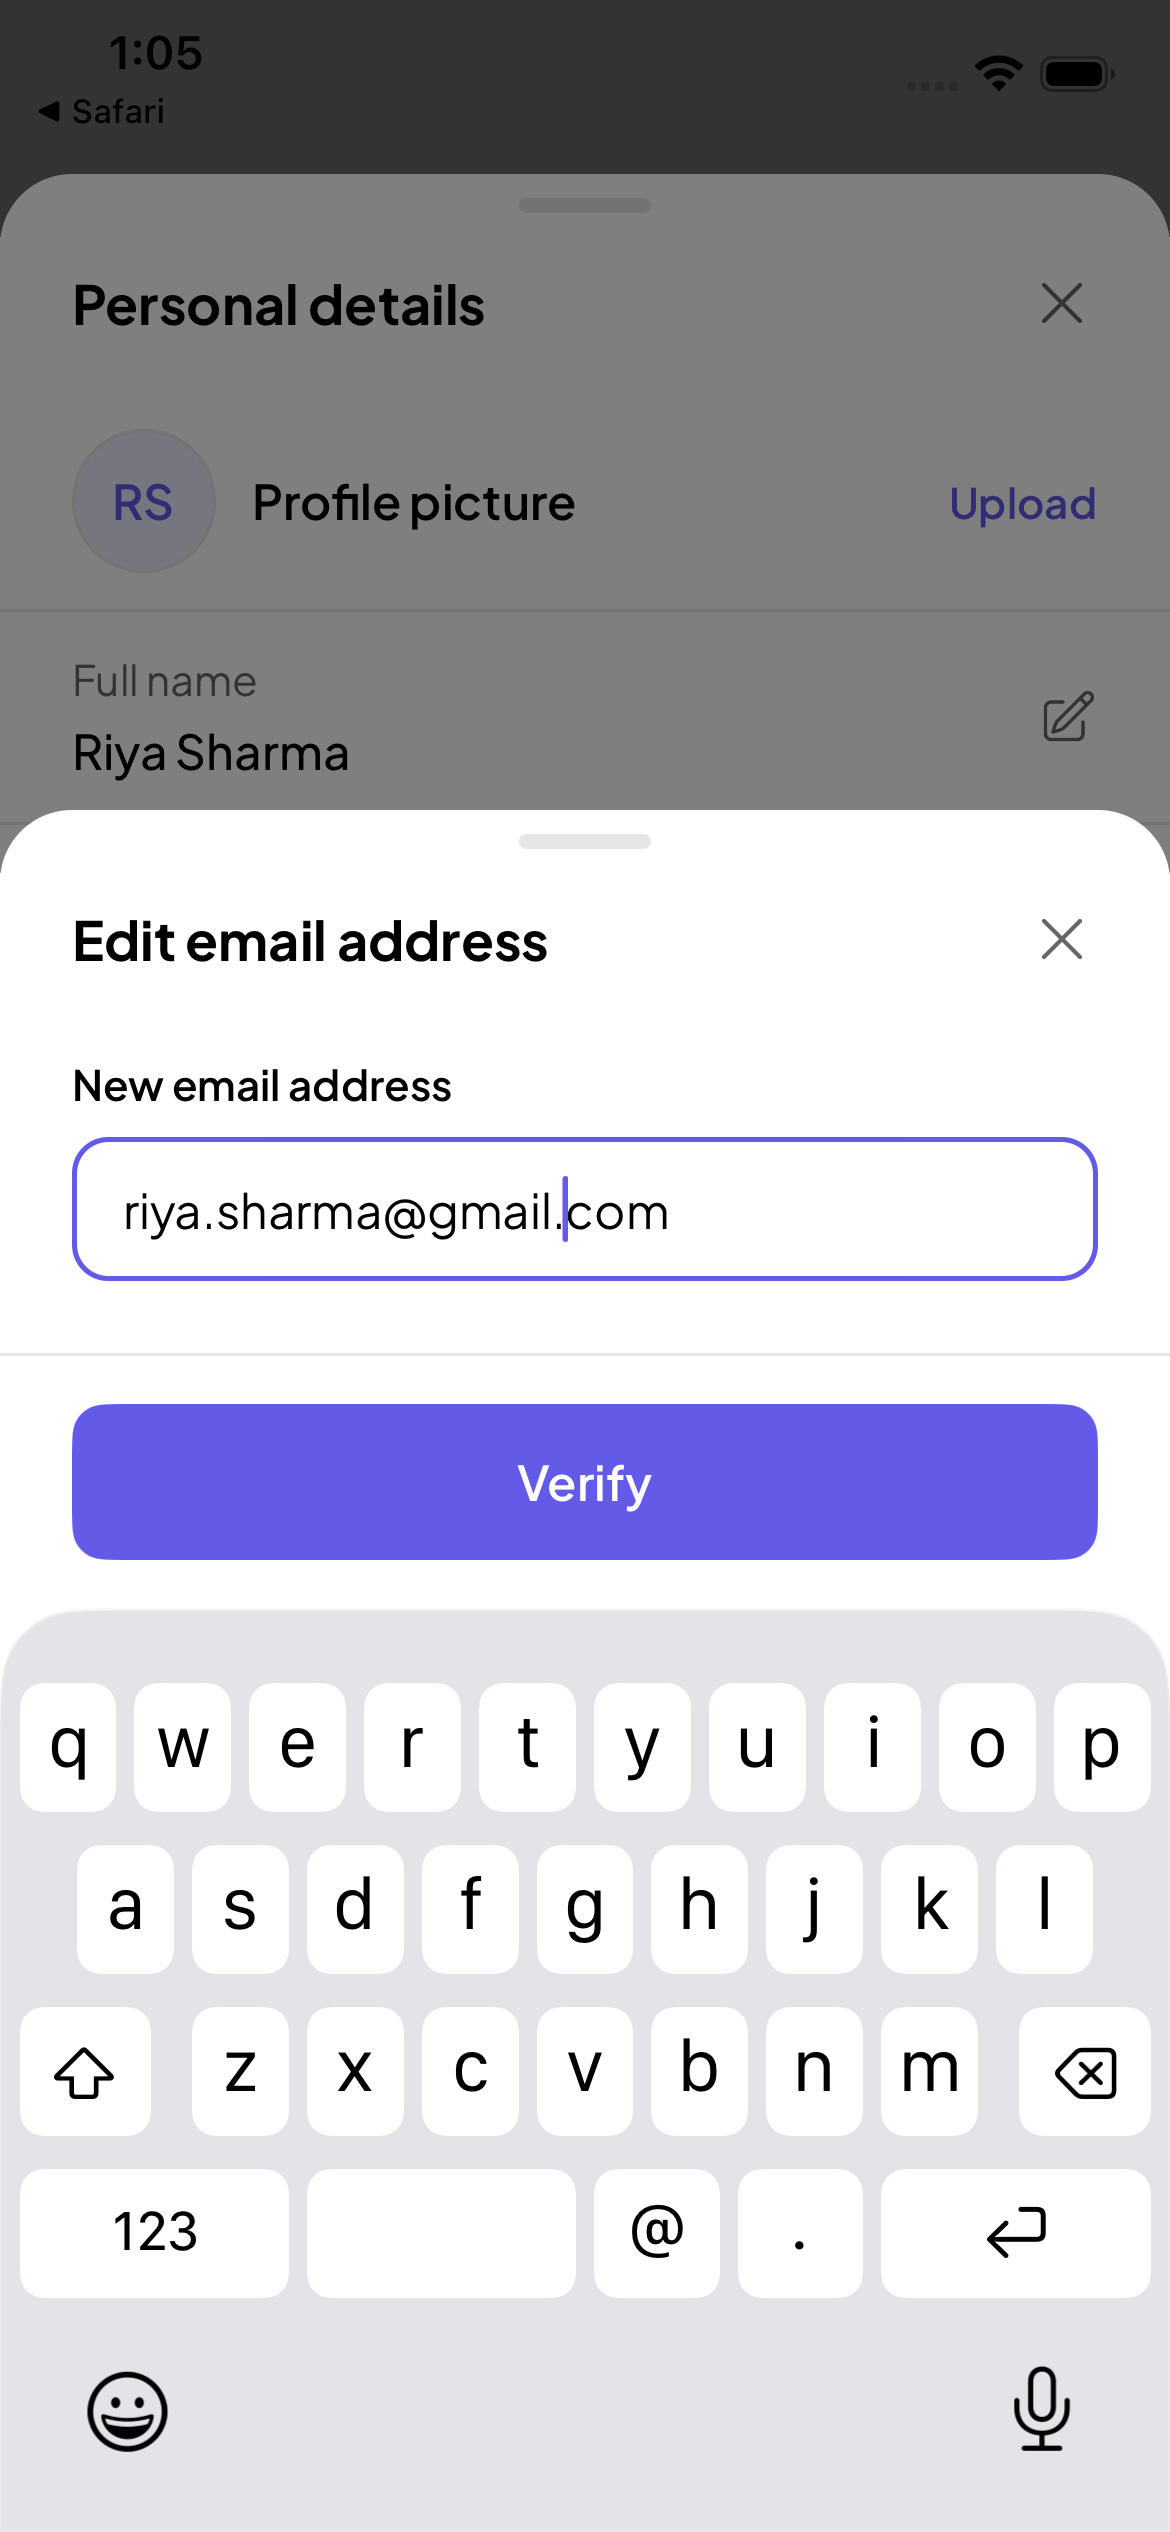 1:05
Safari
Personal details
RS
Profile picture
Upload
Full name
Riya Sharma
Edit email address
New email address
riya.sharma@gmail.com
Verify
q w e r t y u i o p
a s d f g h j k l
z x c v b n m
123 @ .